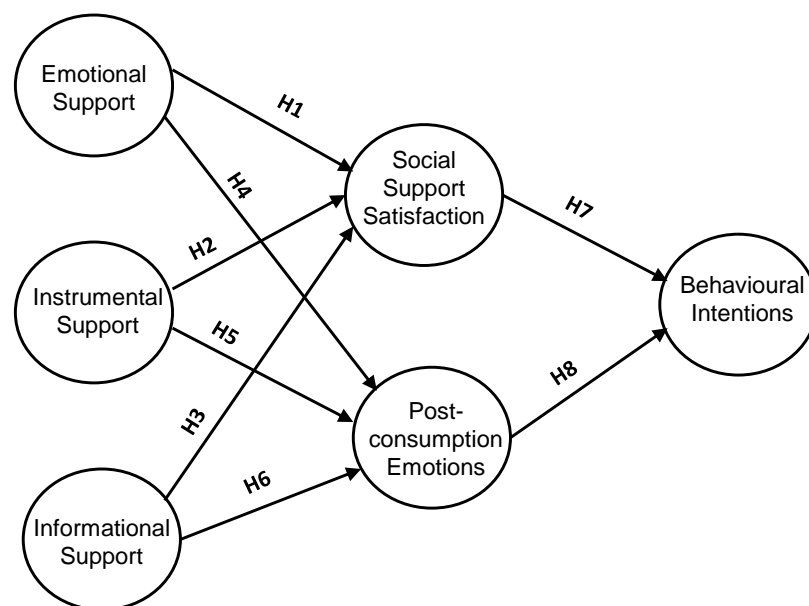 Emotional
Support
H1
H4
Social
Support
Satisfaction
H2
H7
Instrumental
Support
H5
Behavioural
Intentions
H3
H8
Post-
consumption
Emotions
H6
Informational
Support